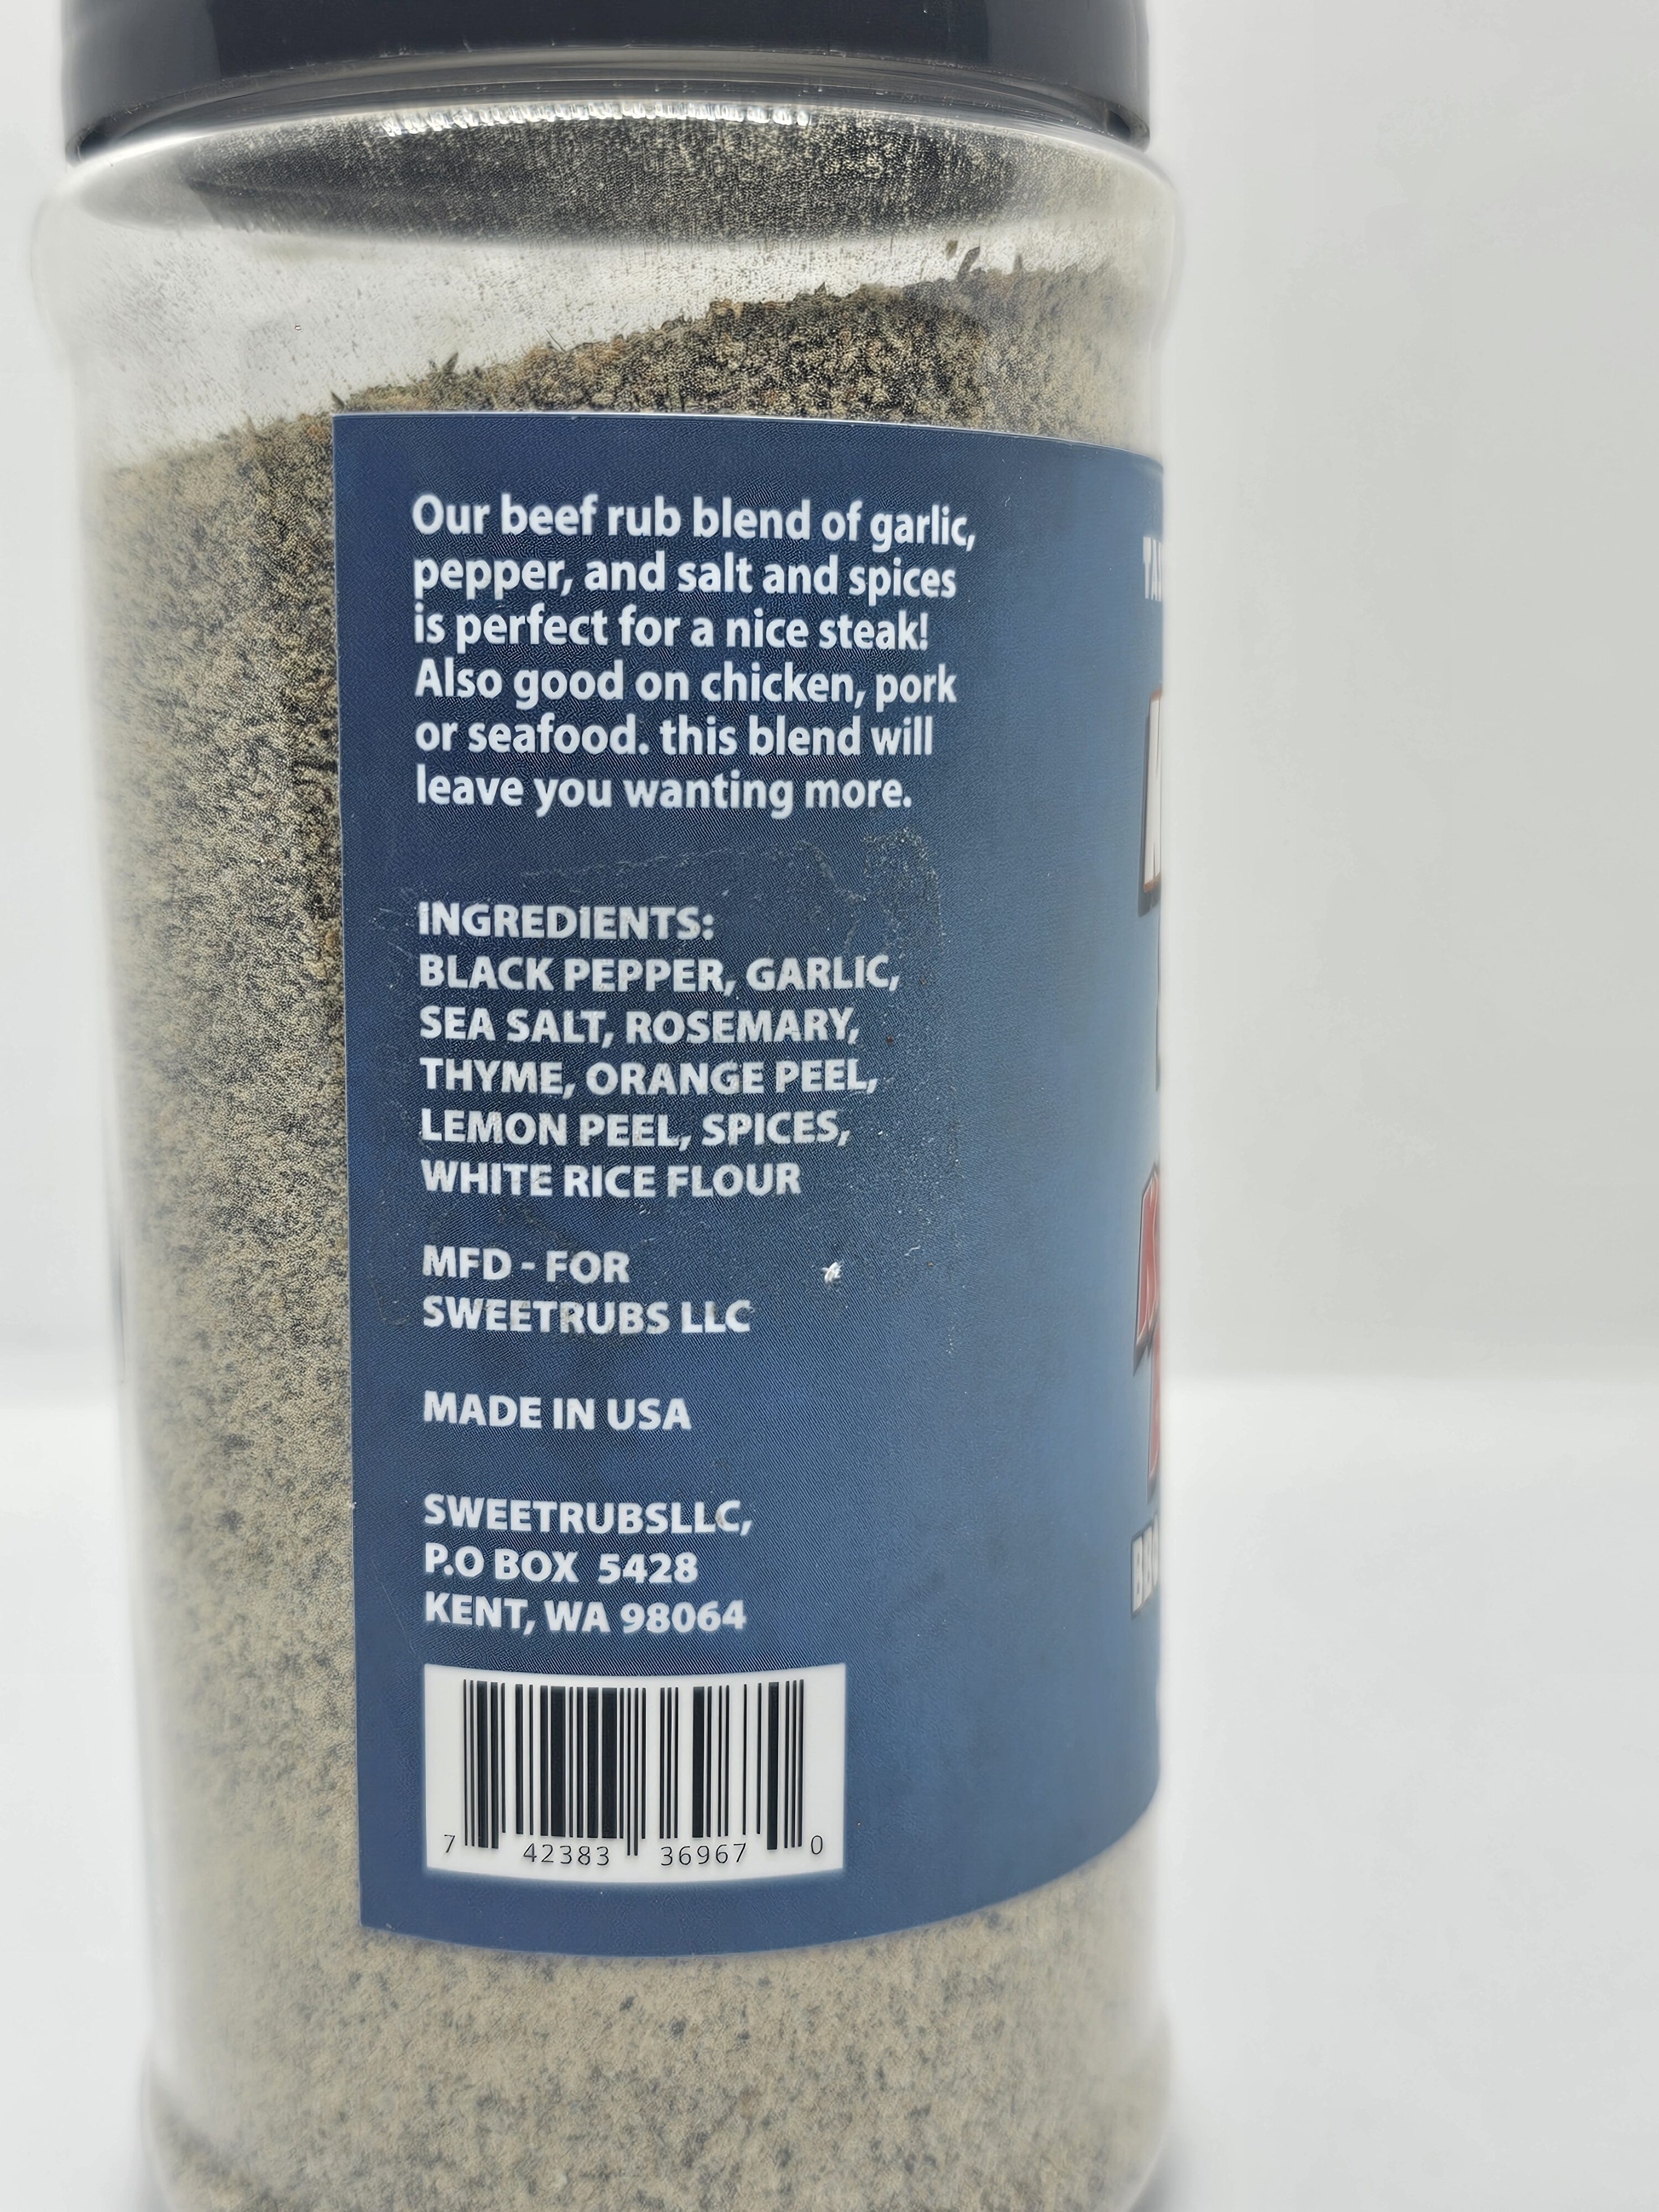 Our beef rub blend of garlic,
pepper, and salt and spices
is perfect for a nice steak!
Also good on chicken, pork
or seafood. this blend will
leave you wanting more.
INGREDIENTS:
BLACK PEPPER, GARLIC,
SEA SALT, ROSEMARY,
THYME, ORANGE PEEL,
LEMON PEEL, SPICES,
WHITE RICE FLOUR
MFD - FOR
SWEETRUBS LLC
MADE IN USA
SWEETRUBSLLC,
P.O BOX 5428
KENT, WA 98064
7 42383 36967 0